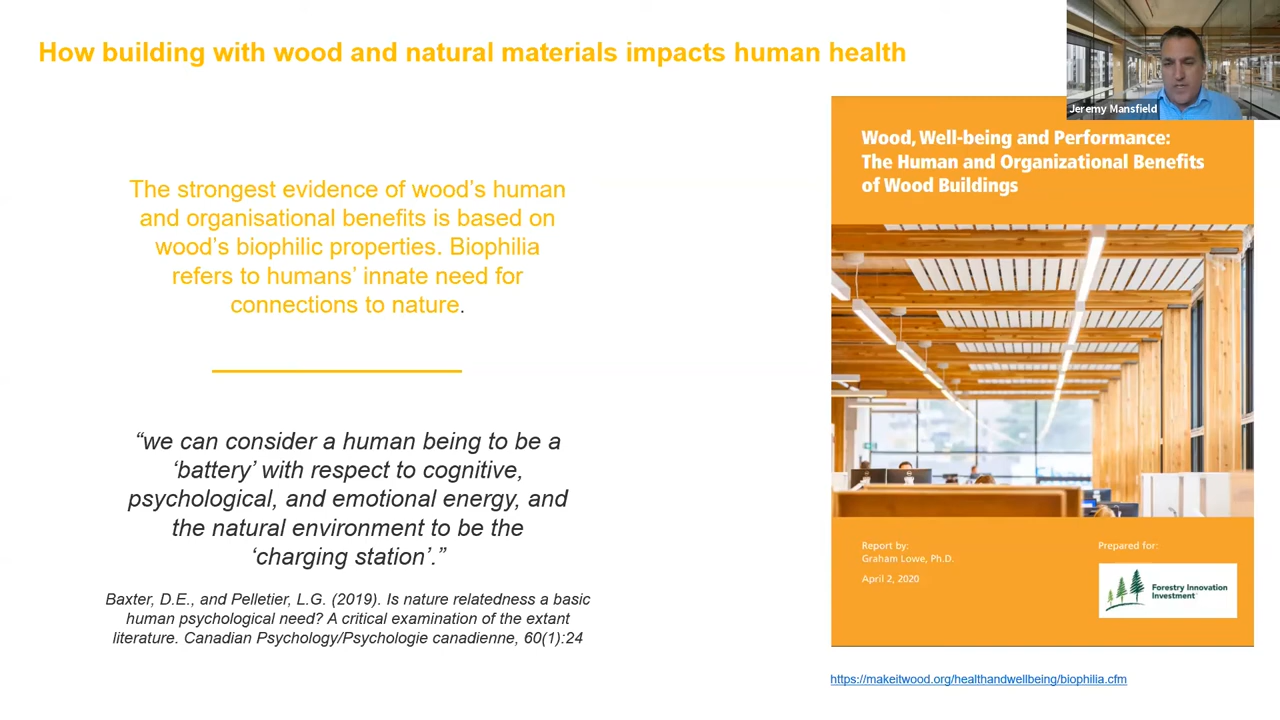 How building with wood and natural materials impacts human health
Jeremy Mansfield
The strongest evidence of wood’s human
and organisational benefits is based on
wood’s biophilic properties. Biophilia
refers to humans’ innate need for
connections to nature.
“we can consider a human being to be a
‘battery’ with respect to cognitive,
psychological, and emotional energy, and
the natural environment to be the
‘charging station’.”
Baxter, D.E., and Pelletier, L.G. (2019). Is nature relatedness a basic
human psychological need? A critical examination of the extant
literature. Canadian Psychology/Psychologie canadienne, 60(1):24
Wood, Well-being and Performance:
The Human and Organizational Benefits
of Wood Buildings
Report by:
Graham Lowe, Ph.D.
April 2, 2020
Prepared for:
Forestry Innovation
Investment
https://makeitwood.org/healthandwellbeing/biophilia.cfm